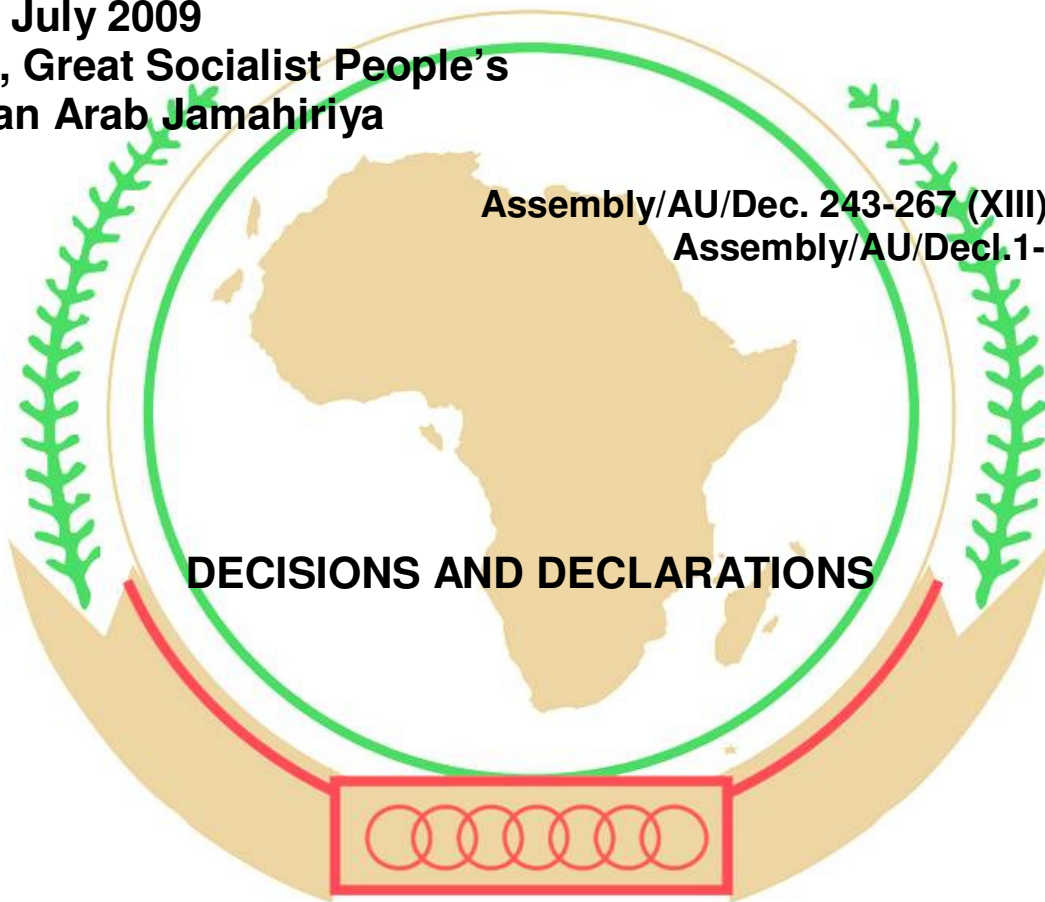 July 2009
, Great Socialist People’s
an Arab Jamahiriya
Assembly/AU/Dec. 243-267 (XIII)
Assembly/AU/Decl.1-
DECISIONS AND DECLARATIONS